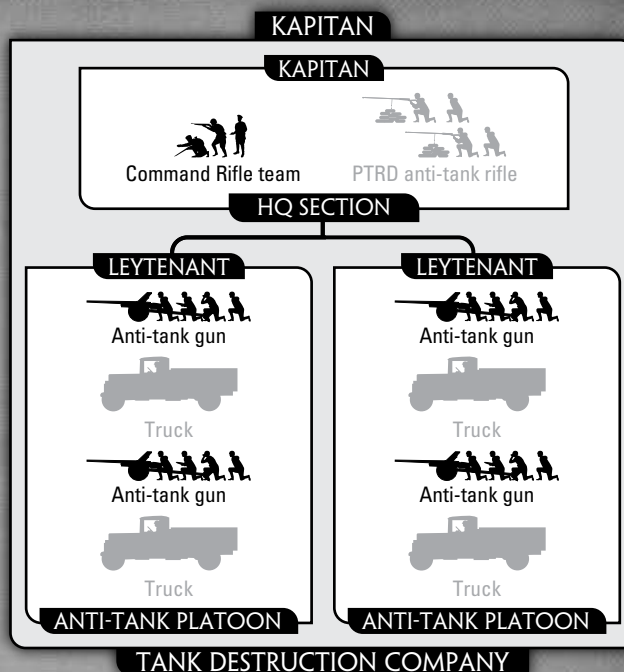 KAPITAN
KAPITAN
Command Rifle team
PTRD anti-tank rifle
HQ SECTION
LEYTENANT
Anti-tank gun
Truck
Anti-tank gun
Truck
ANTI-TANK PLATOON
LEYTENANT
Anti-tank gun
Truck
Anti-tank gun
Truck
ANTI-TANK PLATOON
TANK DESTRUCTION COMPANY